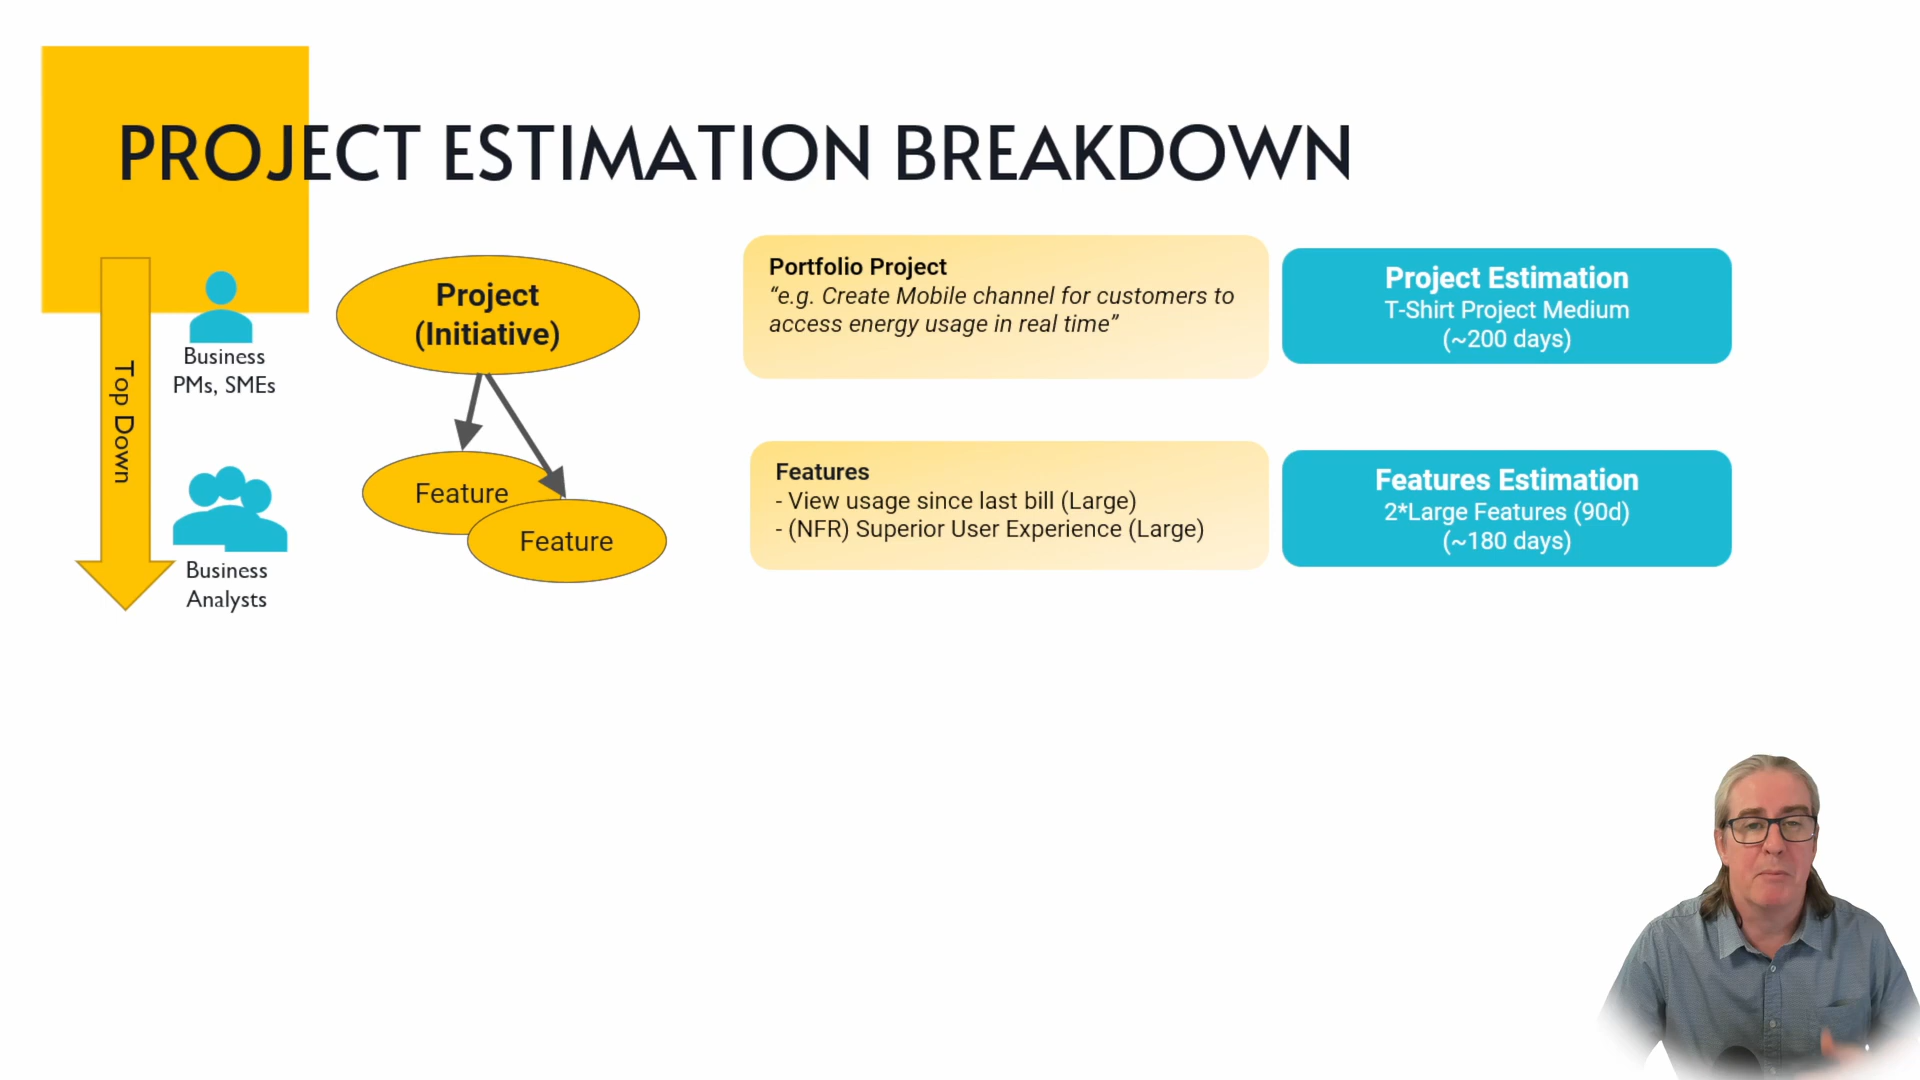 PROJECT ESTIMATION BREAKDOWN
Top Down
Business
PMs, SMEs
Project
(Initiative)
Portfolio Project
“e.g. Create Mobile channel for customers to
access energy usage in real time”
Project Estimation
T-Shirt Project Medium
(~200 days)
Business
Analysts
Feature
Feature
Features
- View usage since last bill (Large)
- (NFR) Superior User Experience (Large)
Features Estimation
2*Large Features (90d)
(~180 days)